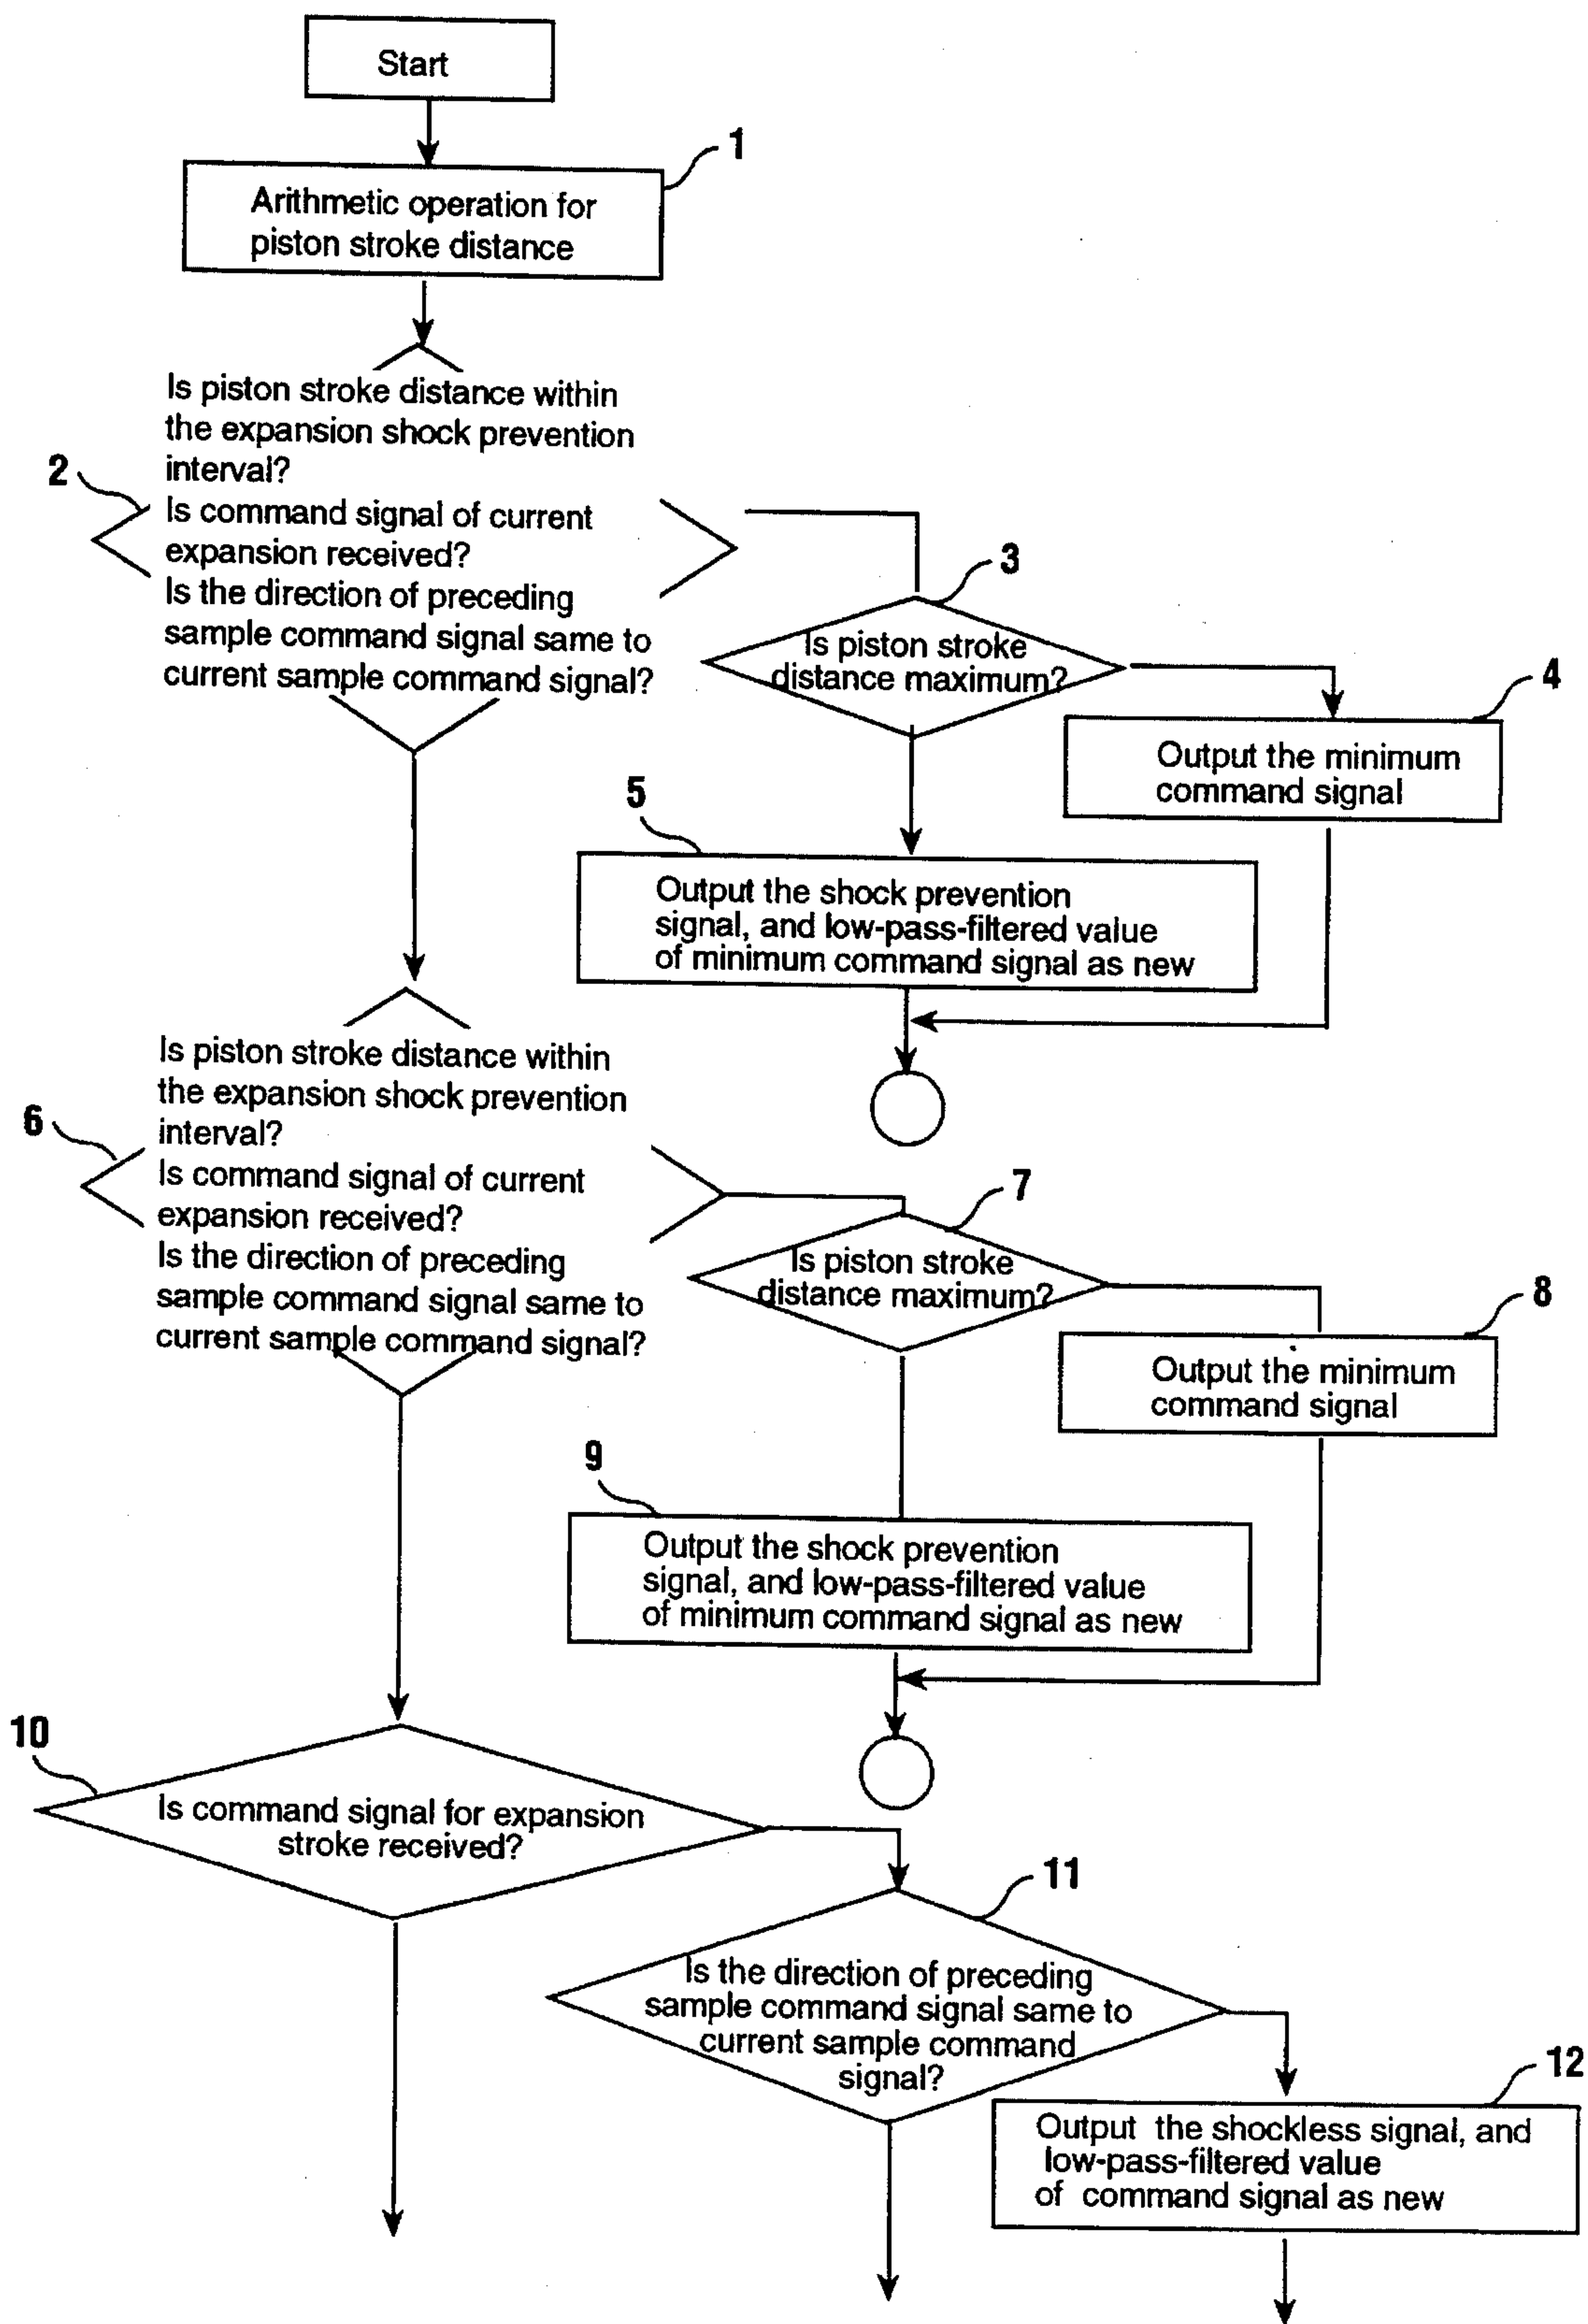 Start
1
Arithmetic operation for
piston stroke distance
2
Is piston stroke distance within
the expansion shock prevention
interval?
Is command signal of current
expansion received?
Is the direction of preceding
sample command signal same to
current sample command signal?
3
Is piston stroke
distance maximum?
4
Output the minimum
command signal
5
Output the shock prevention
signal, and low-pass-filtered value
of minimum command signal as new
6
Is piston stroke distance within
the expansion shock prevention
interval?
Is command signal of current
expansion received?
Is the direction of preceding
sample command signal same to
current sample command signal?
7
Is piston stroke
distance maximum?
8
Output the minimum
command signal
9
Output the shock prevention
signal, and low-pass-filtered value
of minimum command signal as new
10
Is command signal for expansion
stroke received?
11
Is the direction of preceding
sample command signal same to
current sample command
signal?
12
Output the shockless signal, and
low-pass-filtered value
of command signal as new